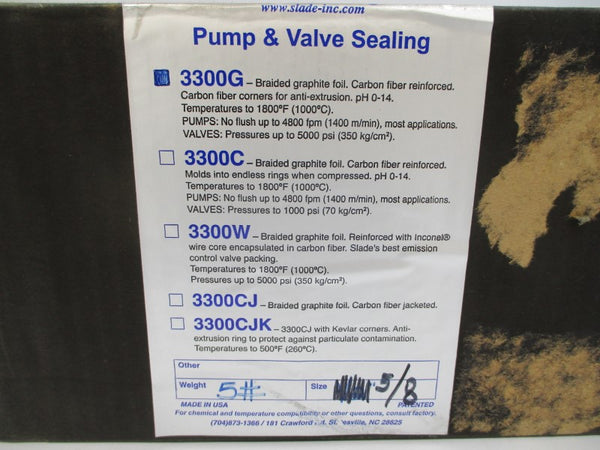 www.slade-inc.com
Pump & Valve Sealing
3300G – Braided graphite foil. Carbon fiber reinforced.
Carbon fiber corners for anti-extrusion. pH 0-14.
Temperatures to 1800ºF (1000ºC).
PUMPS: No flush up to 4800 fpm (1400 m/min), most applications.
VALVES: Pressures up to 5000 psi (350 kg/cm²).
3300C – Braided graphite foil. Carbon fiber reinforced.
Molds into endless rings when compressed. pH 0-14.
Temperatures to 1800ºF (1000ºC).
PUMPS: No flush up to 4800 fpm (1400 m/min), most applications.
VALVES: Pressures to 1000 psi (70 kg/cm²).
3300W – Braided graphite foil. Reinforced with Inconel®
wire core encapsulated in carbon fiber. Slade's best emission
control valve packing.
Temperatures to 1800ºF (1000ºC).
Pressures up to 5000 psi (350 kg/cm²).
3300CJ – Braided graphite foil. Carbon fiber jacketed.
3300CJK – 3300CJ with Kevlar corners. Anti-
extrusion ring to protect against particulate contamination.
Temperatures to 500ºF (260ºC).
Other
Weight 5# Size 5/8
MADE IN USA PATENTED
For chemical and temperature compatibility or other questions, consult factory.
(704)873-1366 / 181 Crawford NC 28625